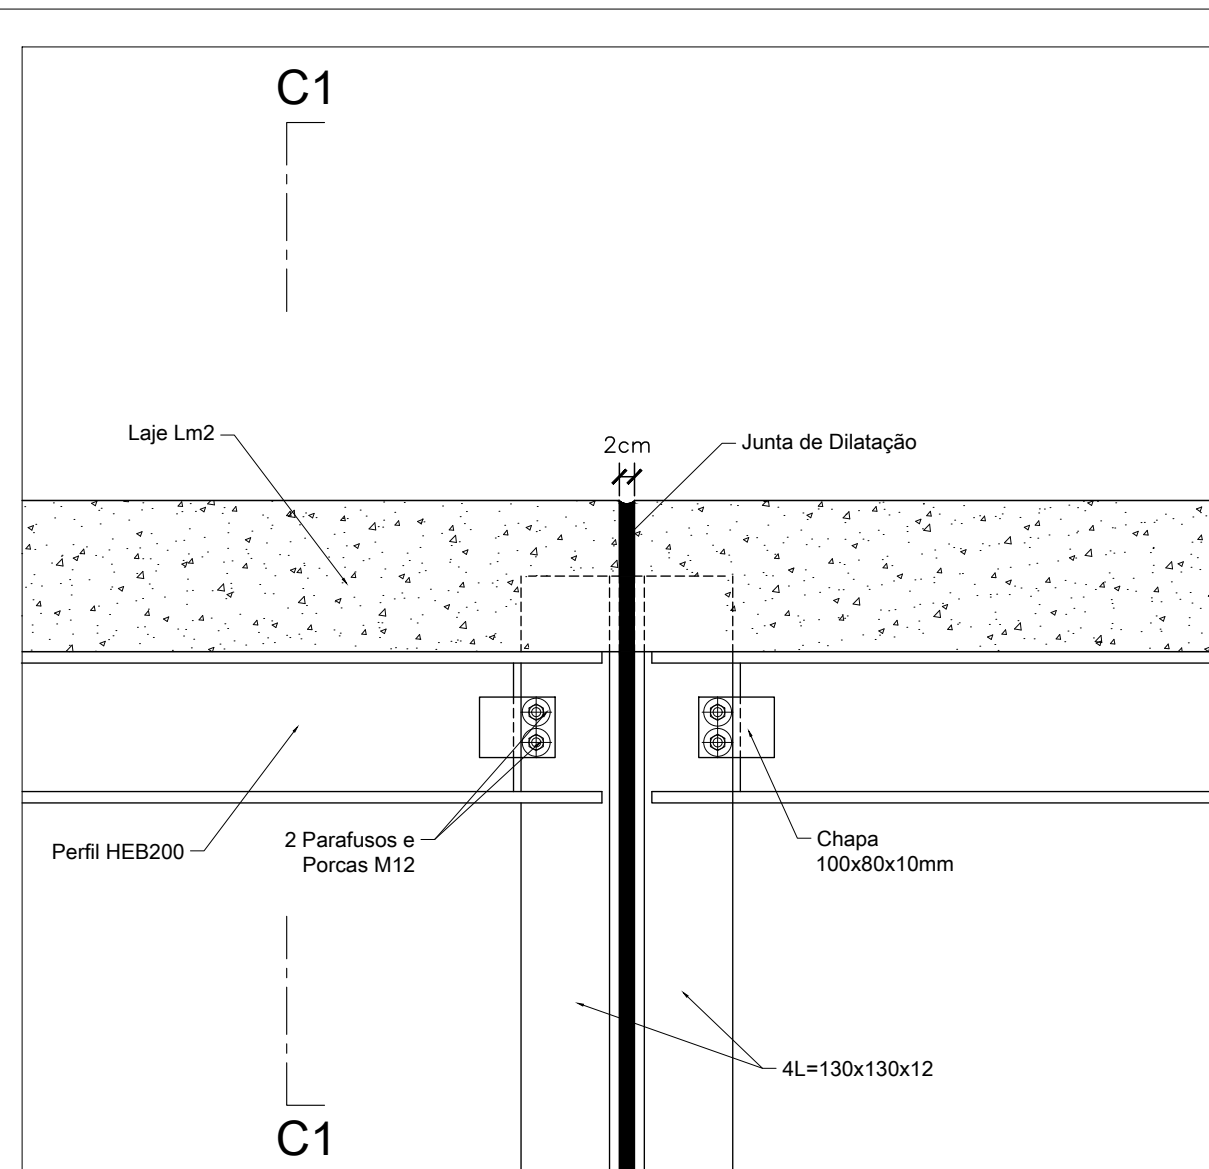 C1
Laje Lm2
2cm
Junta de Dilatação
Perfil HEB200
2 Parafusos e
Porcas M12
Chapa
100x80x10mm
4L=130x130x12
C1